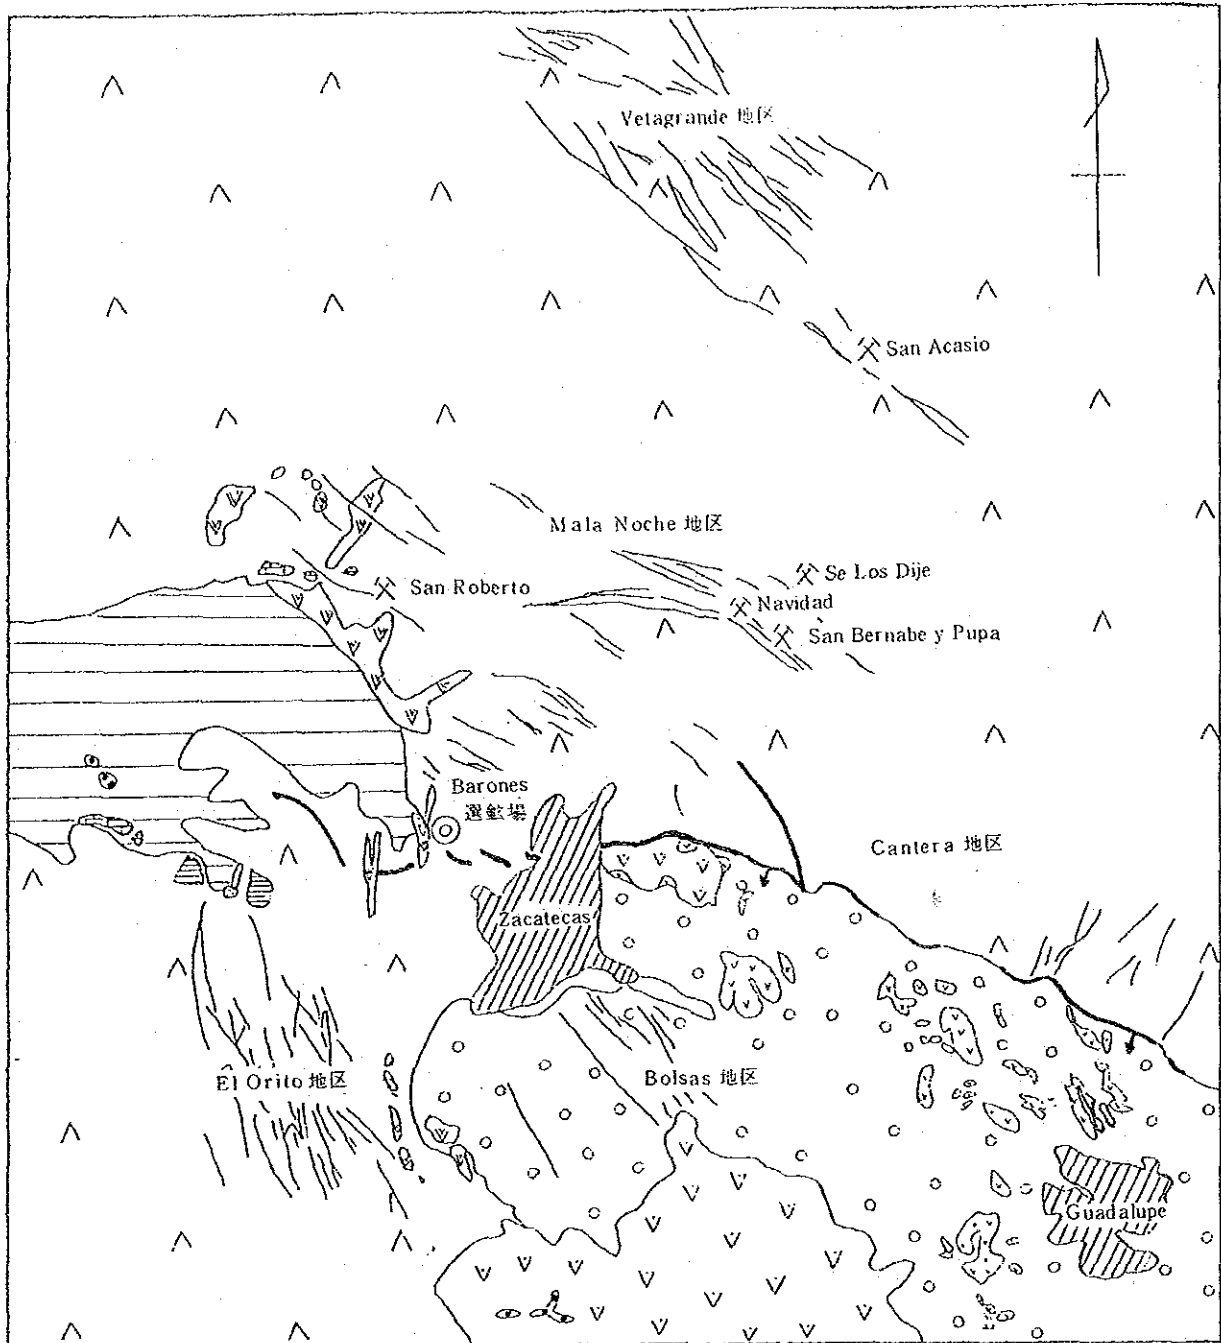 Vetagrande 地区
San Acasio
Mala Noche 地区
Se Los Dije
San Roberto
Navidad
San Bernabe y Pupa
Barones
選鉱場
Cantera 地区
Zacatecas
El Orito 地区
Bolsas 地区
Guadalupe